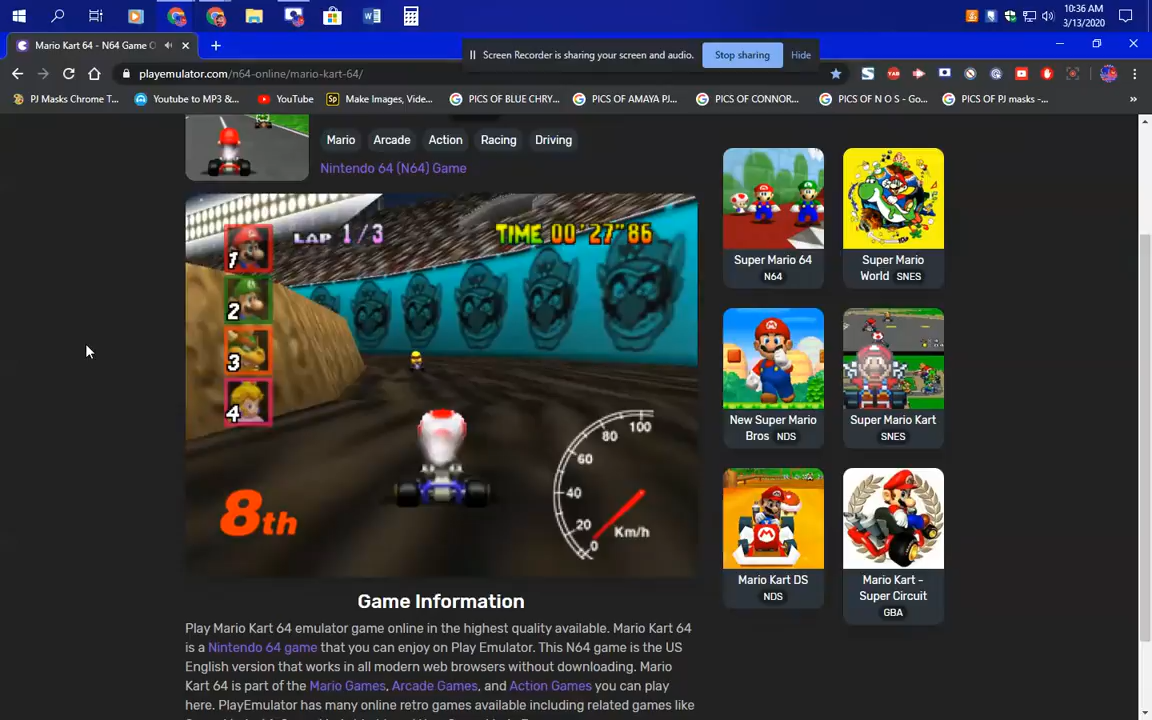 10:36 AM
3/13/2020
Mario Kart 64 - N64 Game O
Screen Recorder is sharing your screen and audio.
Stop sharing
Hide
playemulator.com/n64-online/mario-kart-64/
PJ Masks Chrome T...
Youtube to MP3 &...
YouTube
Sp Make Images, Vide...
PICS OF BLUE CHRY...
PICS OF AMAYA PJ...
PICS OF CONNOR...
PICS OF N O S - Go...
PICS OF PJ masks -...
Mario Arcade Action Racing Driving
Nintendo 64 (N64) Game
LAP 1/3
TIME 00'27"86
1
2
3
4
8th
100
80
60
40
20
0
Km/h
Super Mario 64
N64
Super Mario
World SNES
New Super Mario
Bros NDS
Super Mario Kart
SNES
Mario Kart DS
NDS
Mario Kart -
Super Circuit
GBA
Game Information
Play Mario Kart 64 emulator game online in the highest quality available. Mario Kart 64
is a Nintendo 64 game that you can enjoy on Play Emulator. This N64 game is the US
English version that works in all modern web browsers without downloading. Mario
Kart 64 is part of the Mario Games, Arcade Games, and Action Games you can play
here. PlayEmulator has many online retro games available including related games like